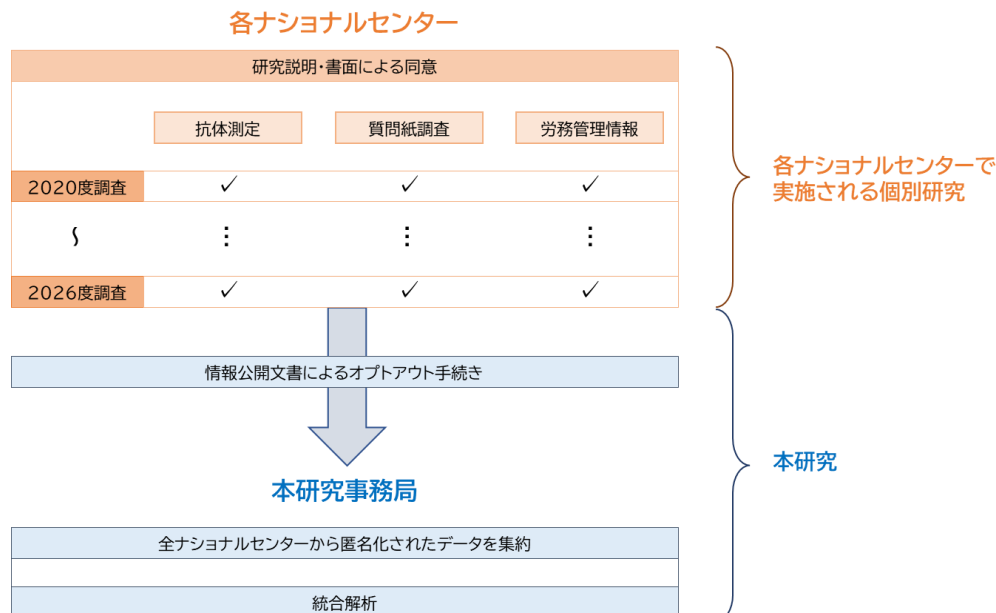 各ナショナルセンター
研究説明・書面による同意
抗体測定 質問紙調査 労務管理情報
2020度調査 ✓ ✓ ✓
〜 ⋮ ⋮ ⋮
2026度調査 ✓ ✓ ✓
各ナショナルセンターで
実施される個別研究
情報公開文書によるオプトアウト手続き
本研究事務局
全ナショナルセンターから匿名化されたデータを集約
統合解析
本研究